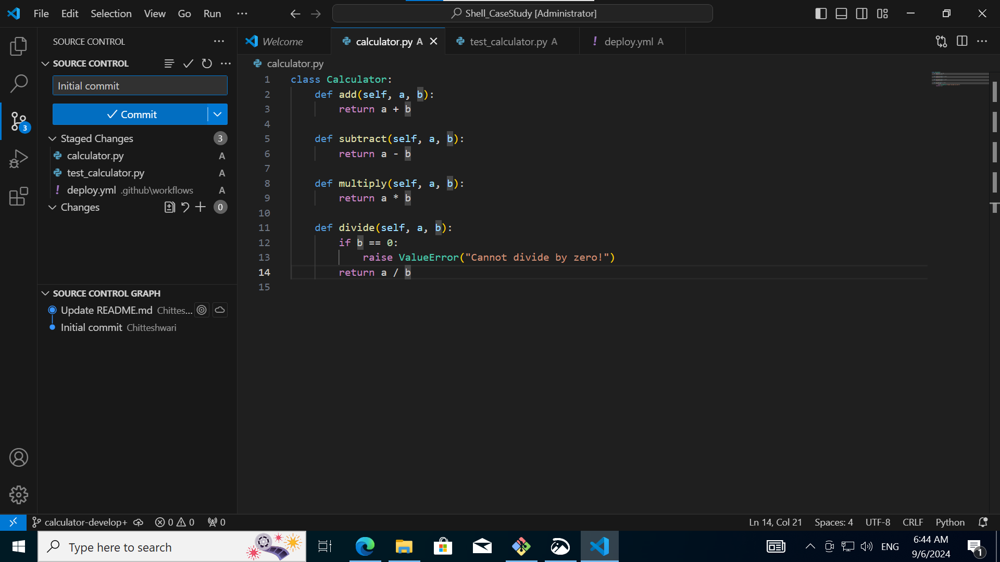 File Edit Selection View Go Run ... Shell_CaseStudy [Administrator]
SOURCE CONTROL ...
SOURCE CONTROL ...
Initial commit
Commit
Staged Changes 3
calculator.py A
test_calculator.py A
! deploy.yml .github\workflows A
Changes 0
3
SOURCE CONTROL GRAPH
Update README.md Chittes...
Initial commit Chitteshwari
Welcome calculator.py A test_calculator.py A ! deploy.yml A ...
calculator.py
1 class Calculator:
2 def add(self, a, b):
3 return a + b
4
5 def subtract(self, a, b):
6 return a - b
7
8 def multiply(self, a, b):
9 return a * b
10
11 def divide(self, a, b):
12 if b == 0:
13 raise ValueError("Cannot divide by zero!")
14 return a / b
15
calculator-develop+ 0 0 0 Ln 14, Col 21 Spaces: 4 UTF-8 CRLF Python
Type here to search ENG 6:44 AM
9/6/2024 1